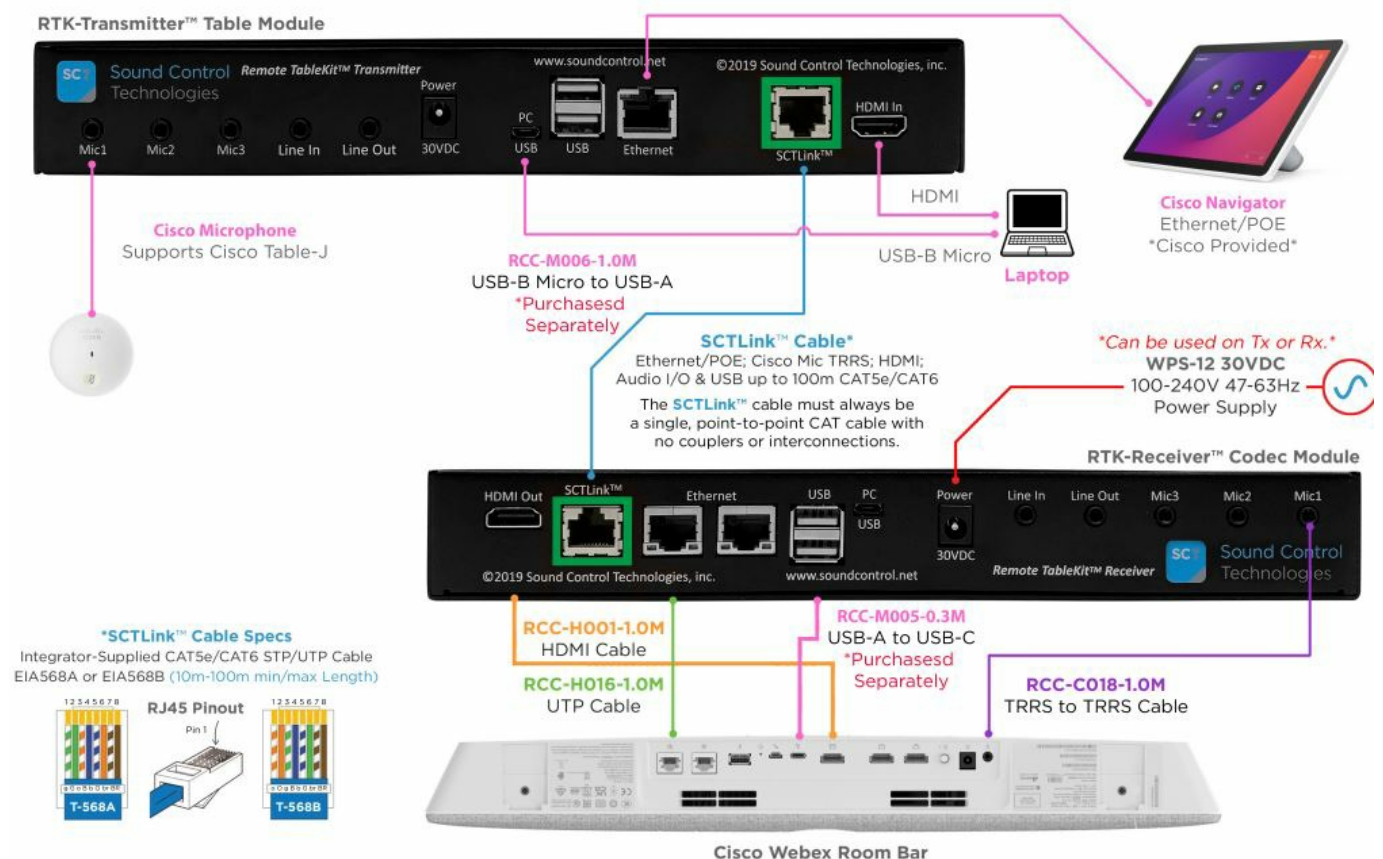 RTK-Transmitter™ Table Module
SCT
Sound Control
Technologies
Remote TableKit™ Transmitter
www.soundcontrol.net
©2019 Sound Control Technologies, inc.
Power
PC
HDMI In
Mic1
Mic2
Mic3
Line In
Line Out
30VDC
USB
USB
Ethernet
SCTLink™
Cisco Microphone
Supports Cisco Table-J
HDMI
USB-B Micro
Laptop
Cisco Navigator
Ethernet/POE
*Cisco Provided*
RCC-M006-1.0M
USB-B Micro to USB-A
*Purchasesd
Separately
SCTLink™ Cable*
Ethernet/POE; Cisco Mic TRRS; HDMI;
Audio I/O & USB up to 100m CAT5e/CAT6
The SCTLink™ cable must always be
a single, point-to-point CAT cable with
no couplers or interconnections.
*Can be used on Tx or Rx.*
WPS-12 30VDC
100-240V 47-63Hz
Power Supply
RTK-Receiver™ Codec Module
HDMI Out
SCTLink™
Ethernet
USB
PC
USB
Power
Line In
Line Out
Mic3
Mic2
Mic1
30VDC
©2019 Sound Control Technologies, inc.
www.soundcontrol.net
Remote TableKit™ Receiver
SCT
Sound Control
Technologies
RCC-H001-1.0M
HDMI Cable
RCC-H016-1.0M
UTP Cable
RCC-M005-0.3M
USB-A to USB-C
*Purchasesd
Separately
RCC-C018-1.0M
TRRS to TRRS Cable
*SCTLink™ Cable Specs
Integrator-Supplied CAT5e/CAT6 STP/UTP Cable
EIA568A or EIA568B (10m-100m min/max Length)
12345678
RJ45 Pinout
Pin 1
12345678
T-568A
T-568B
Cisco Webex Room Bar